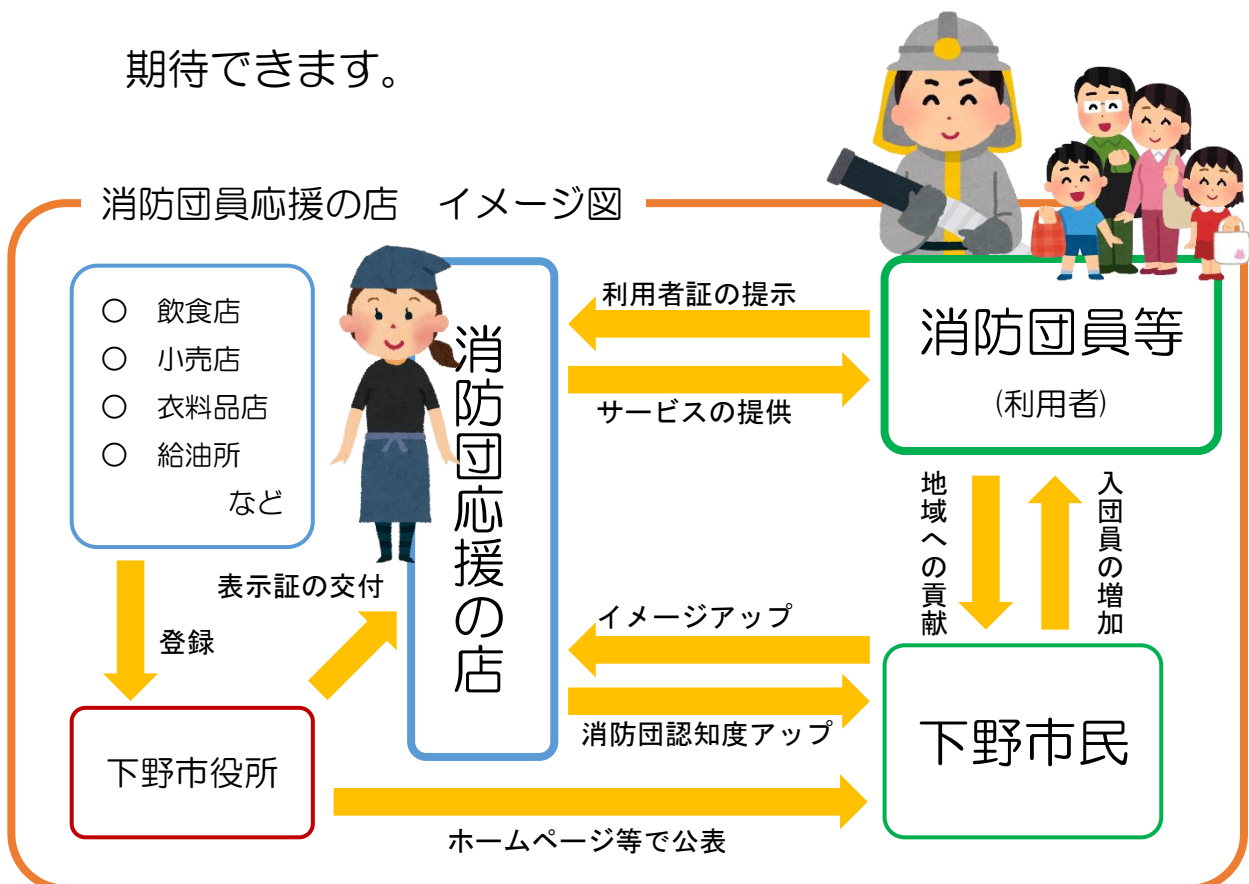 期待できます。
消防団員応援の店　イメージ図
○　飲食店
○　小売店
○　衣料品店
○　給油所
など
消防団応援の店
利用者証の提示
サービスの提供
消防団員等
(利用者)
地域への貢献
入団員の増加
表示証の交付
登録
イメージアップ
消防団認知度アップ
下野市役所
下野市民
ホームページ等で公表